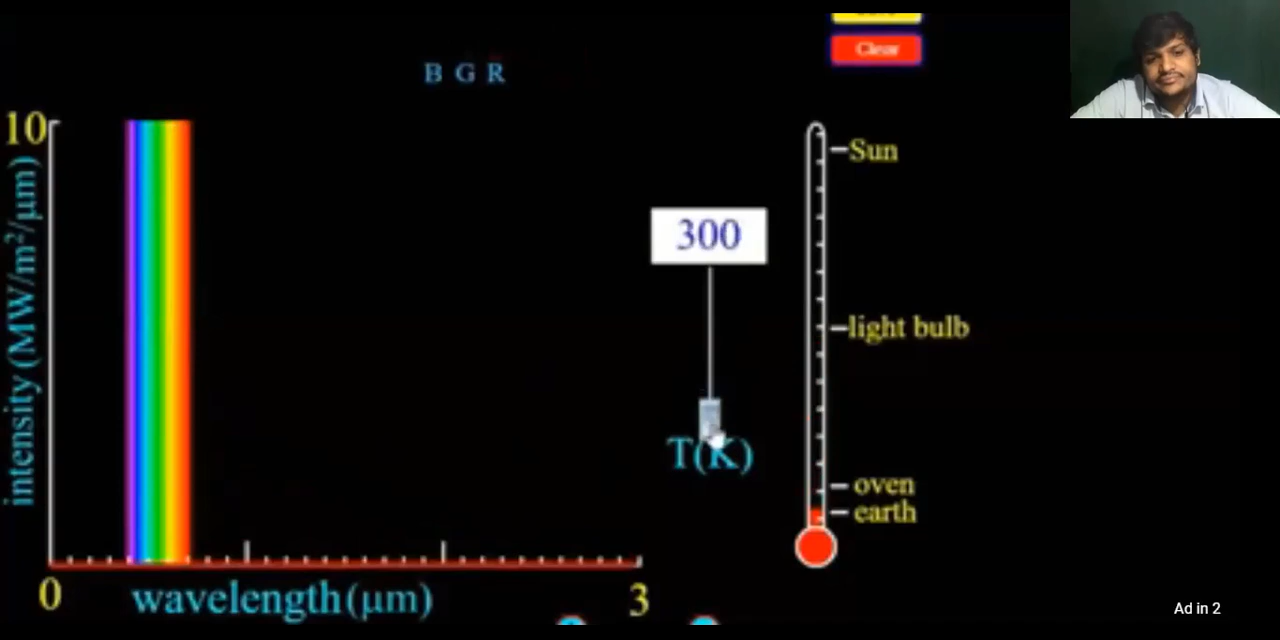 Clear
B G R
10
intensity (MW/m²/μm)
300
T(K)
Sun
light bulb
oven
earth
0
wavelength (μm)
3
Ad in 2